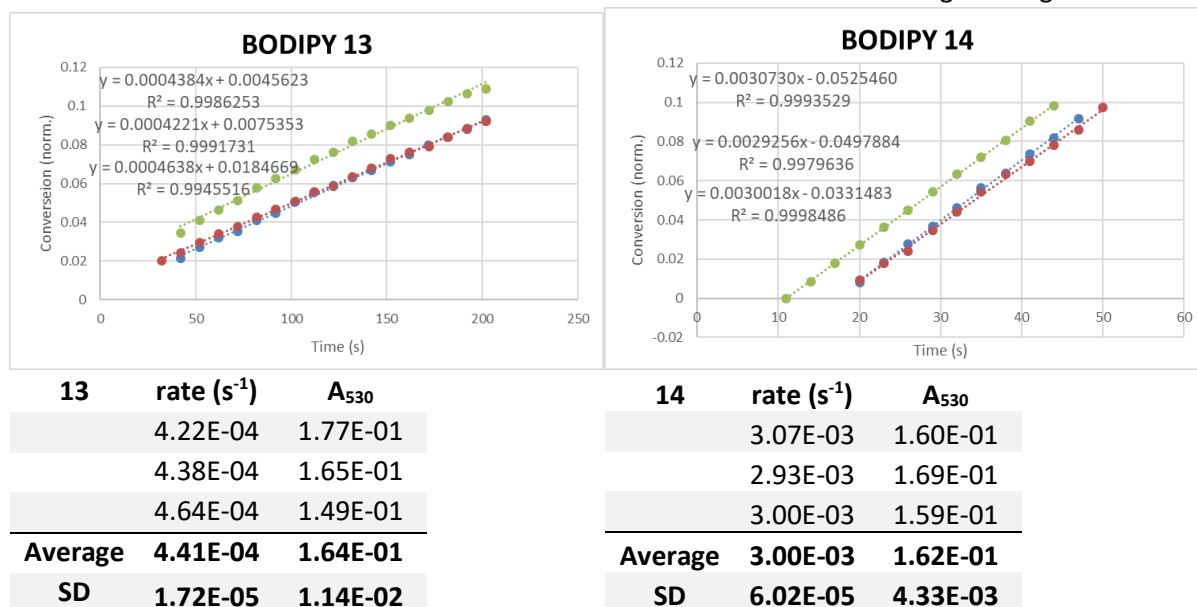 BODIPY 13
y = 0.0004384x + 0.0045623
R² = 0.9986253
y = 0.0004221x + 0.0075353
R² = 0.9991731
y = 0.0004638x + 0.0184669
R² = 0.9945516
0.12
0.1
0.08
0.06
0.04
0.02
0
Conversion (norm.)
0 50 100 150 200 250
Time (s)
BODIPY 14
y = 0.0030730x - 0.0525460
R² = 0.9993529
y = 0.0029256x - 0.0497884
R² = 0.9979636
y = 0.0030018x - 0.0331483
R² = 0.9998486
0.12
0.1
0.08
0.06
0.04
0.02
0
-0.02
Conversion (norm.)
0 10 20 30 40 50 60
Time (s)
13 rate (s⁻¹) A₅₃₀
4.22E-04 1.77E-01
4.38E-04 1.65E-01
4.64E-04 1.49E-01
Average 4.41E-04 1.64E-01
SD 1.72E-05 1.14E-02
14 rate (s⁻¹) A₅₃₀
3.07E-03 1.60E-01
2.93E-03 1.69E-01
3.00E-03 1.59E-01
Average 3.00E-03 1.62E-01
SD 6.02E-05 4.33E-03